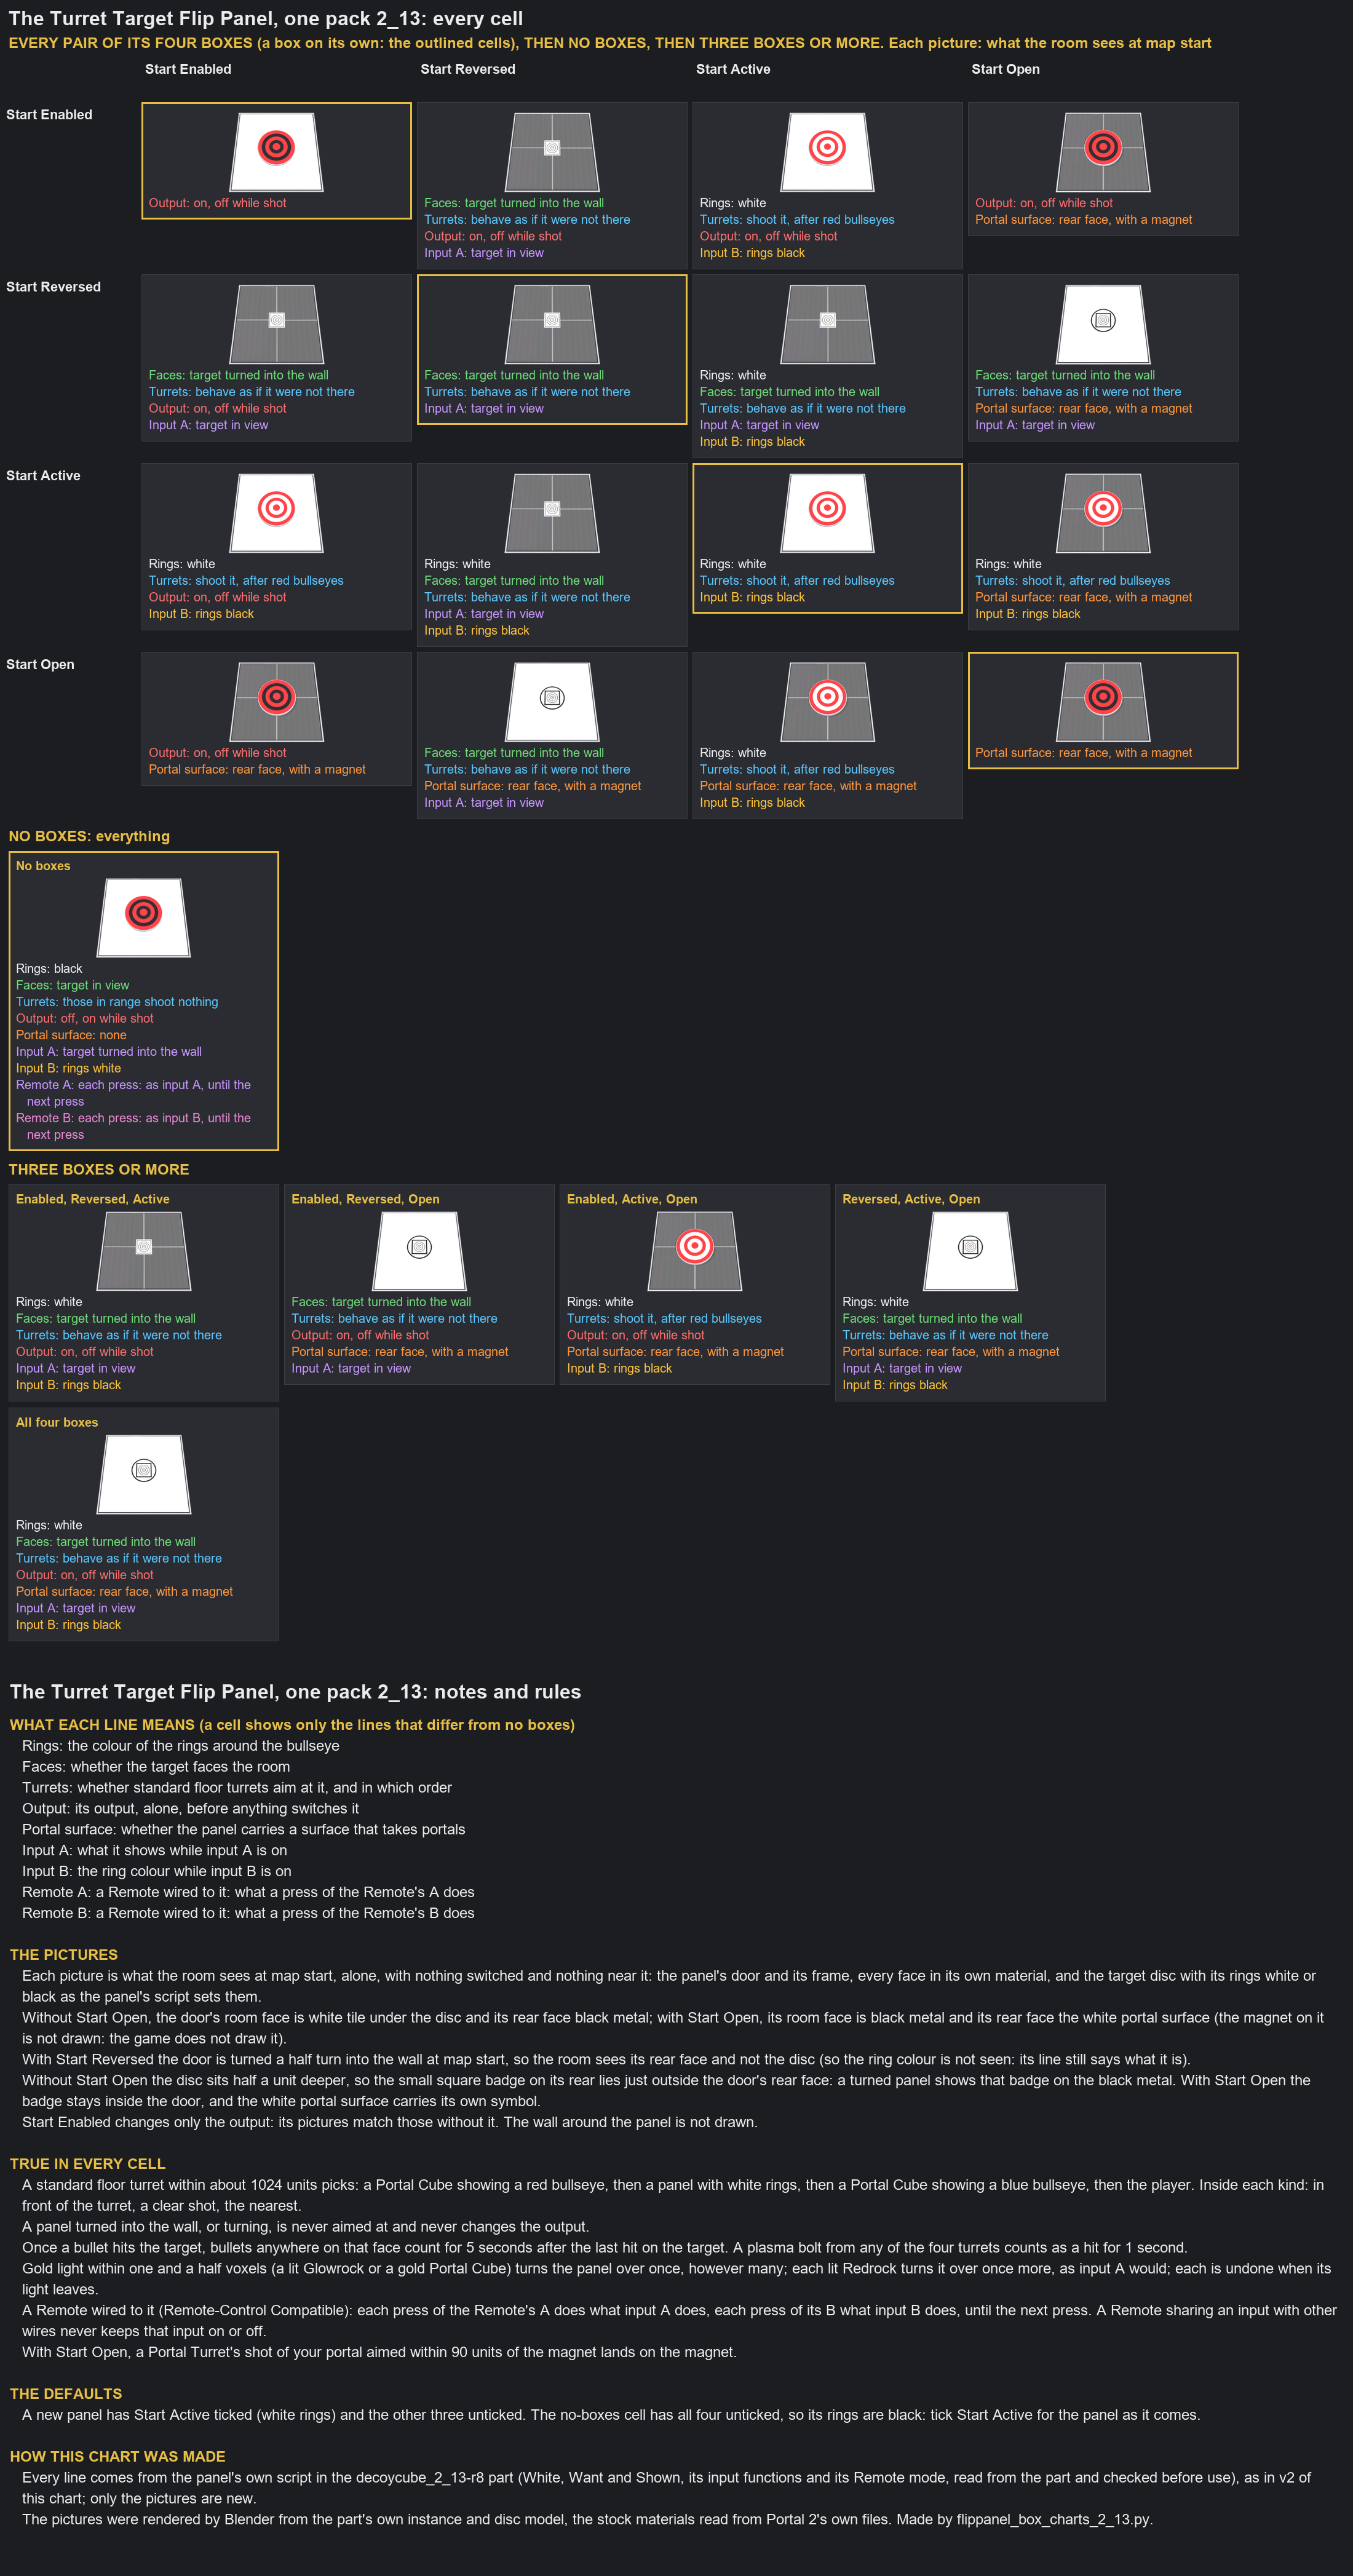 The Turret Target Flip Panel, one pack 2_13: every cell
EVERY PAIR OF ITS FOUR BOXES (a box on its own: the outlined cells), THEN NO BOXES, THEN THREE BOXES OR MORE. Each picture: what the room sees at map start
Start Enabled
Start Reversed
Start Active
Start Open
Start Enabled
Output: on, off while shot
Faces: target turned into the wall
Turrets: behave as if it were not there
Output: on, off while shot
Input A: target in view
Rings: white
Turrets: shoot it, after red bullseyes
Output: on, off while shot
Input B: rings black
Output: on, off while shot
Portal surface: rear face, with a magnet
Start Reversed
Faces: target turned into the wall
Turrets: behave as if it were not there
Output: on, off while shot
Input A: target in view
Faces: target turned into the wall
Turrets: behave as if it were not there
Input A: target in view
Rings: white
Faces: target turned into the wall
Turrets: behave as if it were not there
Input A: target in view
Input B: rings black
Faces: target turned into the wall
Turrets: behave as if it were not there
Portal surface: rear face, with a magnet
Input A: target in view
Start Active
Rings: white
Turrets: shoot it, after red bullseyes
Output: on, off while shot
Input B: rings black
Rings: white
Faces: target turned into the wall
Turrets: behave as if it were not there
Input A: target in view
Input B: rings black
Rings: white
Turrets: shoot it, after red bullseyes
Input B: rings black
Rings: white
Turrets: shoot it, after red bullseyes
Portal surface: rear face, with a magnet
Input B: rings black
Start Open
Output: on, off while shot
Portal surface: rear face, with a magnet
Faces: target turned into the wall
Turrets: behave as if it were not there
Portal surface: rear face, with a magnet
Input A: target in view
Rings: white
Turrets: shoot it, after red bullseyes
Portal surface: rear face, with a magnet
Input B: rings black
Portal surface: rear face, with a magnet
NO BOXES: everything
No boxes
Rings: black
Faces: target in view
Turrets: those in range shoot nothing
Output: off, on while shot
Portal surface: none
Input A: target turned into the wall
Input B: rings white
Remote A: each press: as input A, until the
next press
Remote B: each press: as input B, until the
next press
THREE BOXES OR MORE
Enabled, Reversed, Active
Rings: white
Faces: target turned into the wall
Turrets: behave as if it were not there
Output: on, off while shot
Input A: target in view
Input B: rings black
Enabled, Reversed, Open
Faces: target turned into the wall
Turrets: behave as if it were not there
Output: on, off while shot
Portal surface: rear face, with a magnet
Input A: target in view
Enabled, Active, Open
Rings: white
Turrets: shoot it, after red bullseyes
Output: on, off while shot
Portal surface: rear face, with a magnet
Input B: rings black
Reversed, Active, Open
Rings: white
Faces: target turned into the wall
Turrets: behave as if it were not there
Portal surface: rear face, with a magnet
Input A: target in view
Input B: rings black
All four boxes
Rings: white
Faces: target turned into the wall
Turrets: behave as if it were not there
Output: on, off while shot
Portal surface: rear face, with a magnet
Input A: target in view
Input B: rings black
The Turret Target Flip Panel, one pack 2_13: notes and rules
WHAT EACH LINE MEANS (a cell shows only the lines that differ from no boxes)
Rings: the colour of the rings around the bullseye
Faces: whether the target faces the room
Turrets: whether standard floor turrets aim at it, and in which order
Output: its output, alone, before anything switches it
Portal surface: whether the panel carries a surface that takes portals
Input A: what it shows while input A is on
Input B: the ring colour while input B is on
Remote A: a Remote wired to it: what a press of the Remote's A does
Remote B: a Remote wired to it: what a press of the Remote's B does
THE PICTURES
Each picture is what the room sees at map start, alone, with nothing switched and nothing near it: the panel's door and its frame, every face in its own material, and the target disc with its rings white or
black as the panel's script sets them.
Without Start Open, the door's room face is white tile under the disc and its rear face black metal; with Start Open, its room face is black metal and its rear face the white portal surface (the magnet on it
is not drawn: the game does not draw it).
With Start Reversed the door is turned a half turn into the wall at map start, so the room sees its rear face and not the disc (so the ring colour is not seen: its line still says what it is).
Without Start Open the disc sits half a unit deeper, so the small square badge on its rear lies just outside the door's rear face: a turned panel shows that badge on the black metal. With Start Open the
badge stays inside the door, and the white portal surface carries its own symbol.
Start Enabled changes only the output: its pictures match those without it. The wall around the panel is not drawn.
TRUE IN EVERY CELL
A standard floor turret within about 1024 units picks: a Portal Cube showing a red bullseye, then a panel with white rings, then a Portal Cube showing a blue bullseye, then the player. Inside each kind: in
front of the turret, a clear shot, the nearest.
A panel turned into the wall, or turning, is never aimed at and never changes the output.
Once a bullet hits the target, bullets anywhere on that face count for 5 seconds after the last hit on the target. A plasma bolt from any of the four turrets counts as a hit for 1 second.
Gold light within one and a half voxels (a lit Glowrock or a gold Portal Cube) turns the panel over once, however many; each lit Redrock turns it over once more, as input A would; each is undone when its
light leaves.
A Remote wired to it (Remote-Control Compatible): each press of the Remote's A does what input A does, each press of its B what input B does, until the next press. A Remote sharing an input with other
wires never keeps that input on or off.
With Start Open, a Portal Turret's shot of your portal aimed within 90 units of the magnet lands on the magnet.
THE DEFAULTS
A new panel has Start Active ticked (white rings) and the other three unticked. The no-boxes cell has all four unticked, so its rings are black: tick Start Active for the panel as it comes.
HOW THIS CHART WAS MADE
Every line comes from the panel's own script in the decoycube_2_13-r8 part (White, Want and Shown, its input functions and its Remote mode, read from the part and checked before use), as in v2 of
this chart; only the pictures are new.
The pictures were rendered by Blender from the part's own instance and disc model, the stock materials read from Portal 2's own files. Made by flippanel_box_charts_2_13.py.